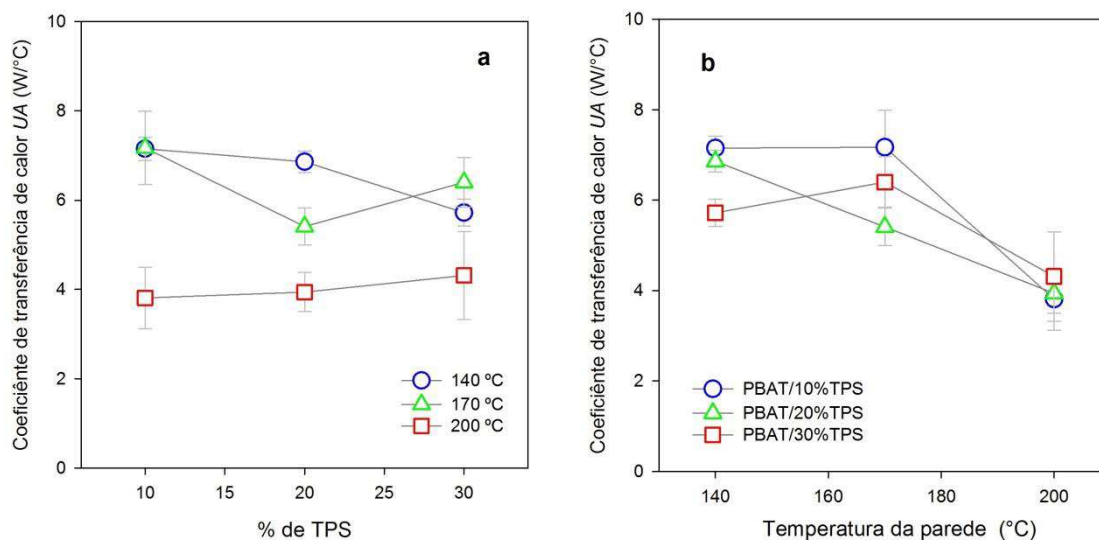 Coeficiênte de transferência de calor UA (W/°C)
10
8
6
4
2
0
a
140 ºC
170 ºC
200 ºC
10
15
20
25
30
% de TPS
Coeficiênte de transferência de calor UA (W/°C)
10
8
6
4
2
0
b
PBAT/10%TPS
PBAT/20%TPS
PBAT/30%TPS
140
160
180
200
Temperatura da parede (°C)